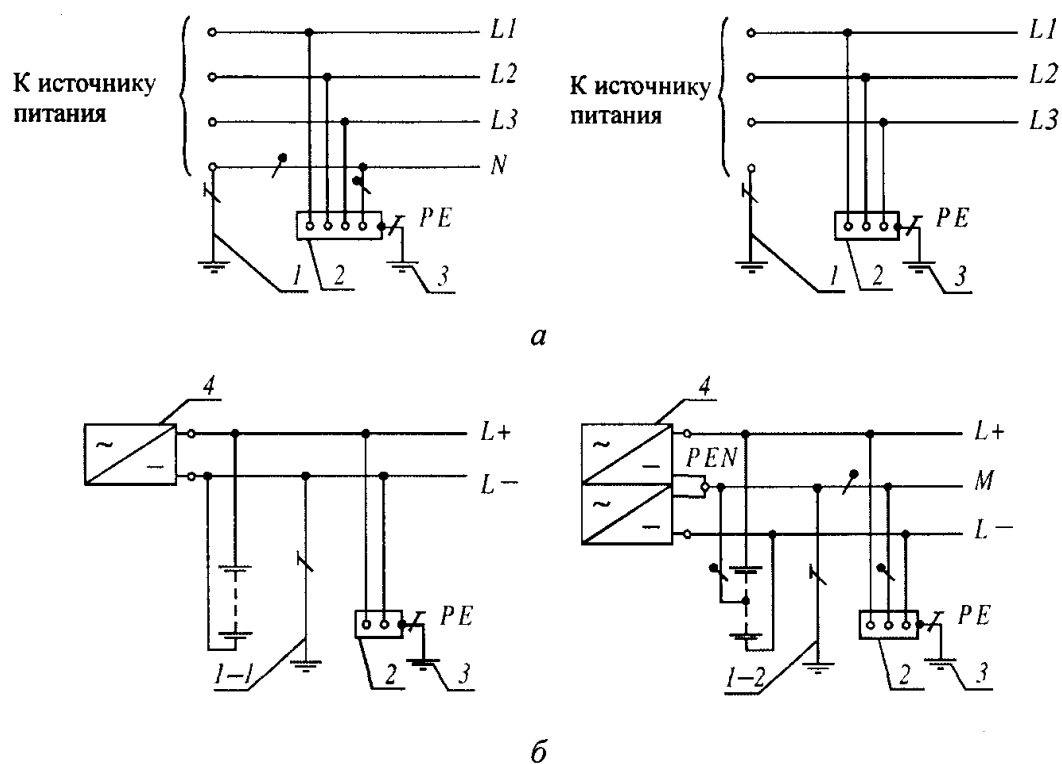 К источнику
питания
L1
L2
L3
N
PE
1
2
3
К источнику
питания
L1
L2
L3
PE
1
2
3
а
4
L+
L−
PE
1−1
2
3
4
PEN
L+
M
L−
PE
1−2
2
3
б